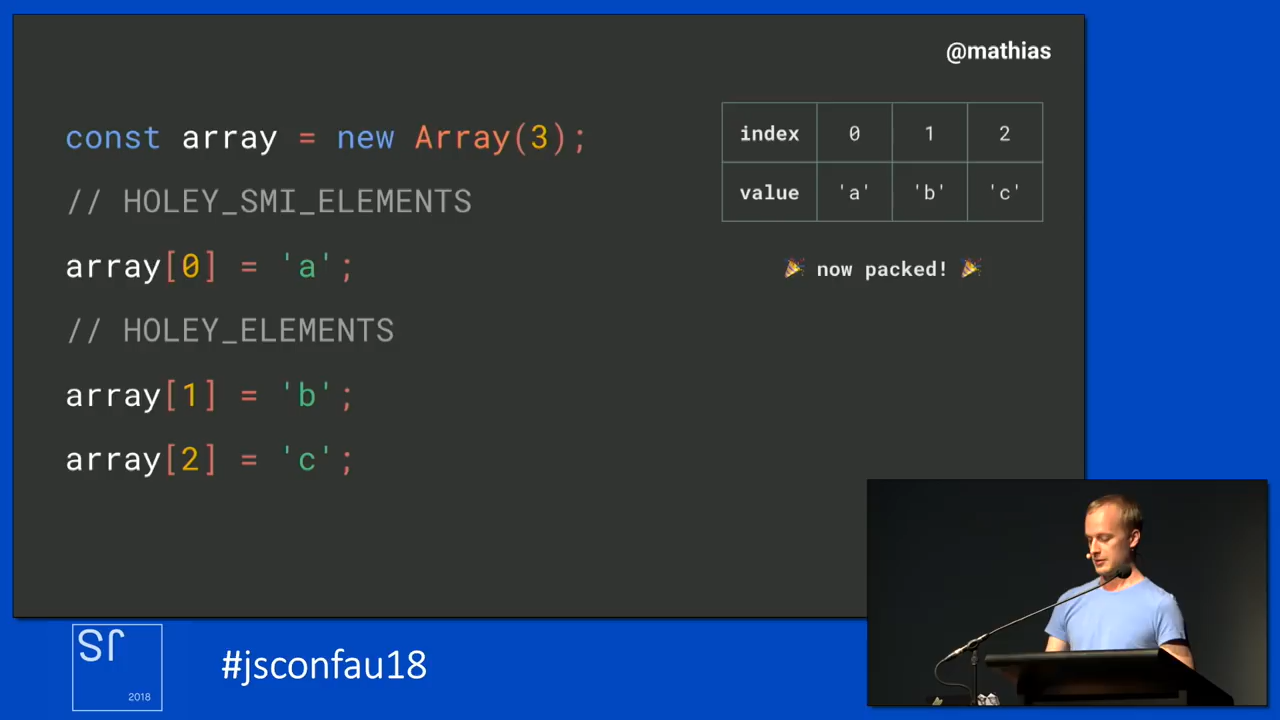 @mathias
const array = new Array(3);
// HOLEY_SMI_ELEMENTS
array[0] = 'a';
// HOLEY_ELEMENTS
array[1] = 'b';
array[2] = 'c';
index 0 1 2
value 'a' 'b' 'c'
🎉 now packed! 🎉
2018
#jsconfau18